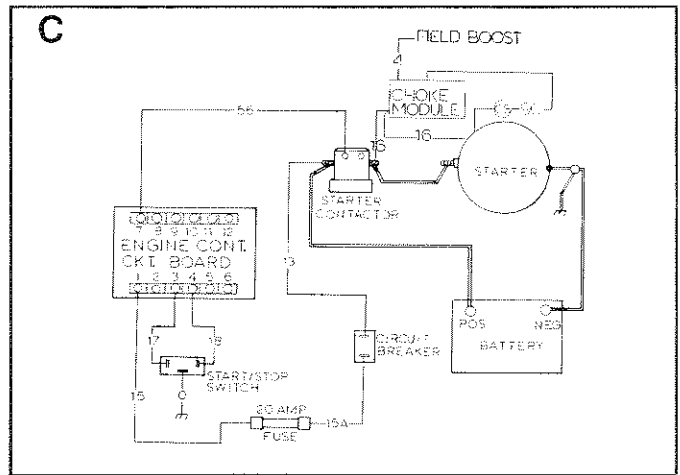 C
FIELD BOOST
4
CHOKE
MODULE
56
16
16
SC
STARTER
STARTER
CONTACTOR
7 8 9 10 11 12
ENGINE CONT.
CKT. BOARD
1 2 3 4 5 6
13
POS
NEG
BATTERY
CIRCUIT
BREAKER
17
18
START/STOP
SWITCH
15
20 AMP
FUSE
15A